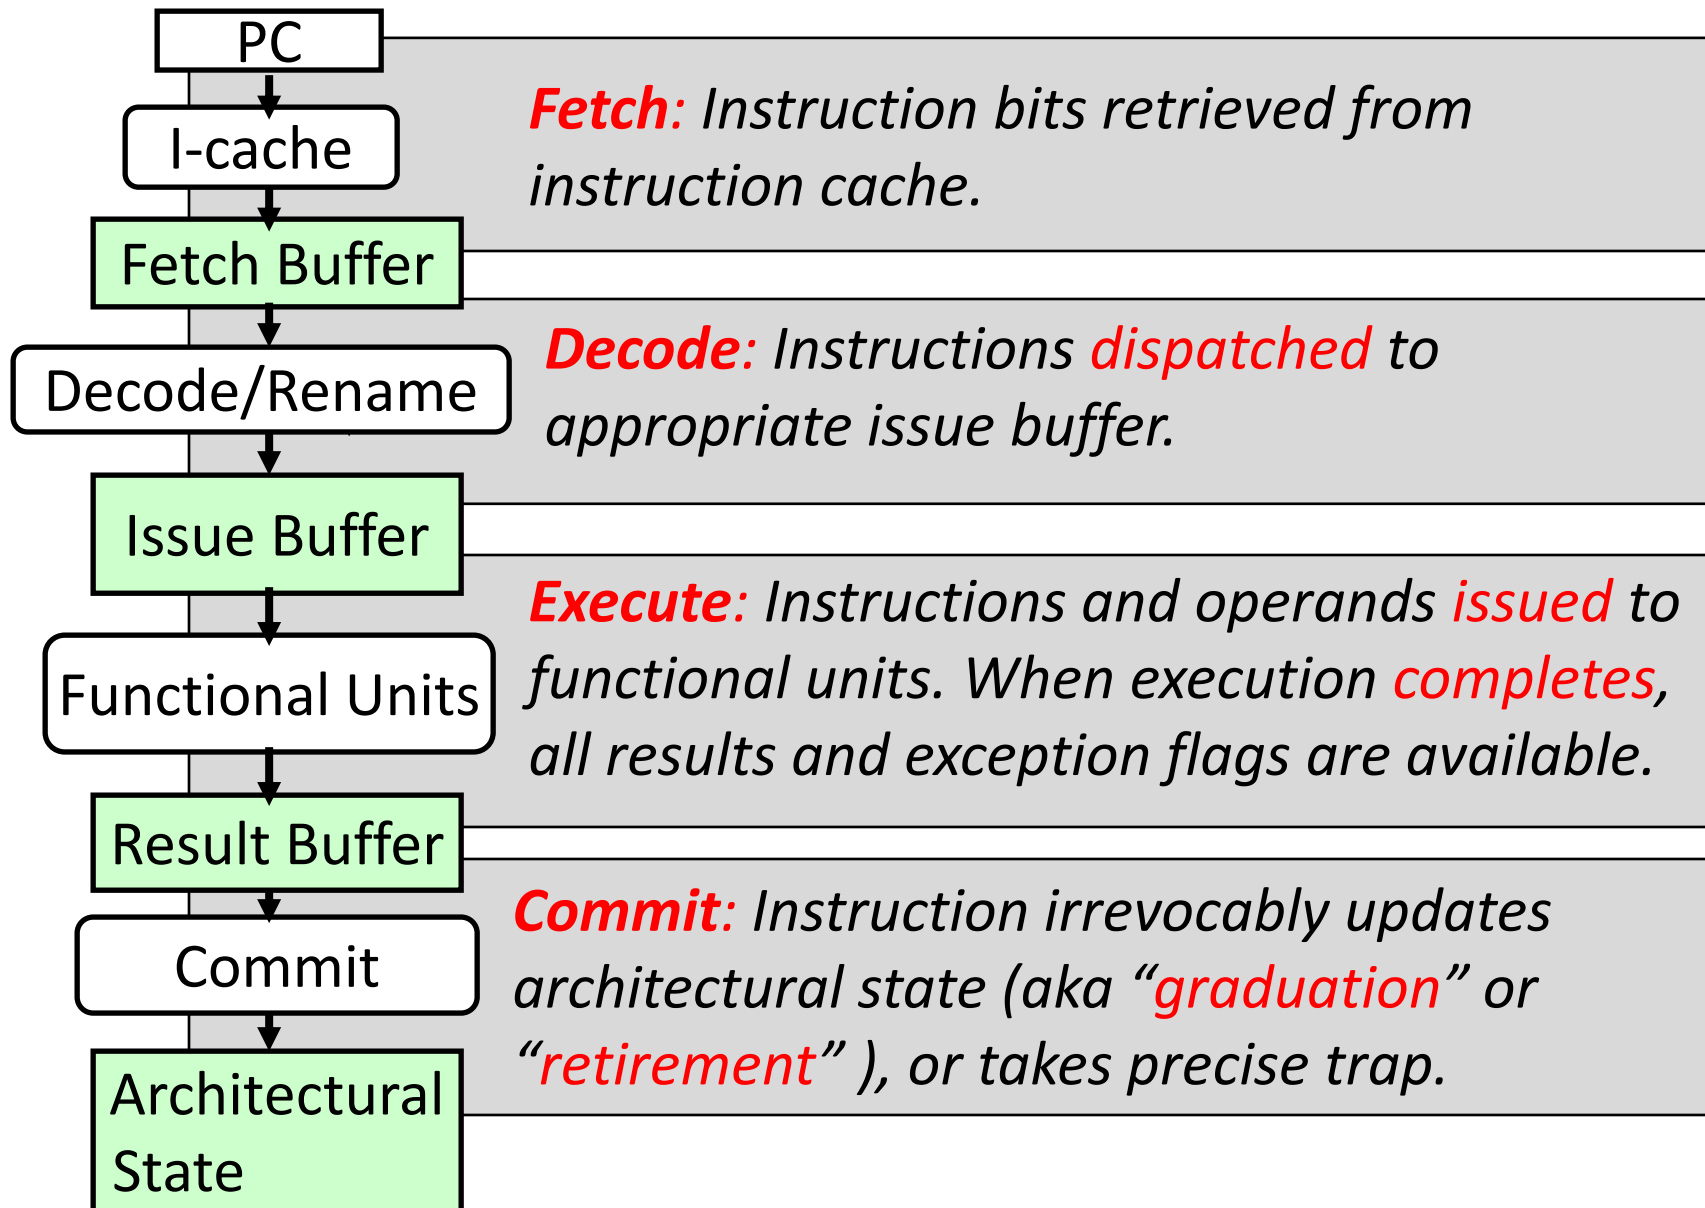 PC
I-cache
Fetch: Instruction bits retrieved from
instruction cache.
Fetch Buffer
Decode/Rename
Decode: Instructions dispatched to
appropriate issue buffer.
Issue Buffer
Functional Units
Execute: Instructions and operands issued to
functional units. When execution completes,
all results and exception flags are available.
Result Buffer
Commit
Commit: Instruction irrevocably updates
architectural state (aka “graduation” or
“retirement” ), or takes precise trap.
Architectural
State